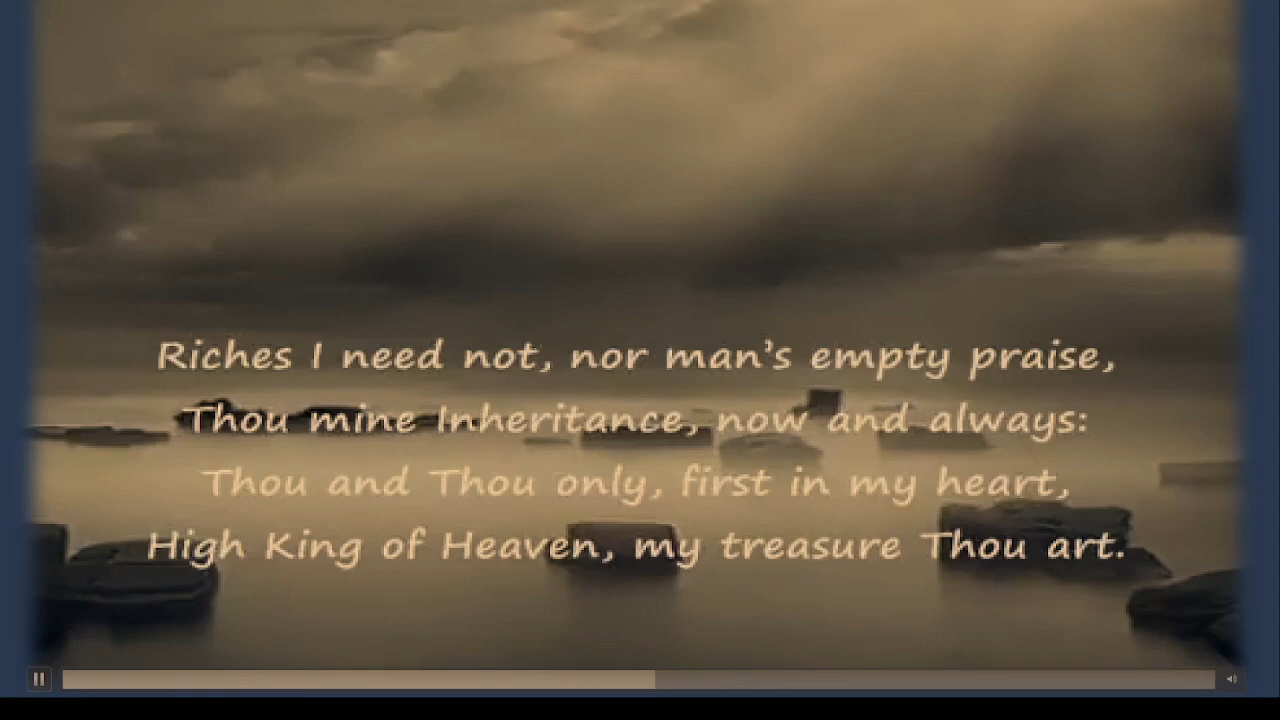 Riches I need not, nor man's empty praise,
Thou mine Inheritance, now and always:
Thou and Thou only, first in my heart,
High King of Heaven, my treasure Thou art.